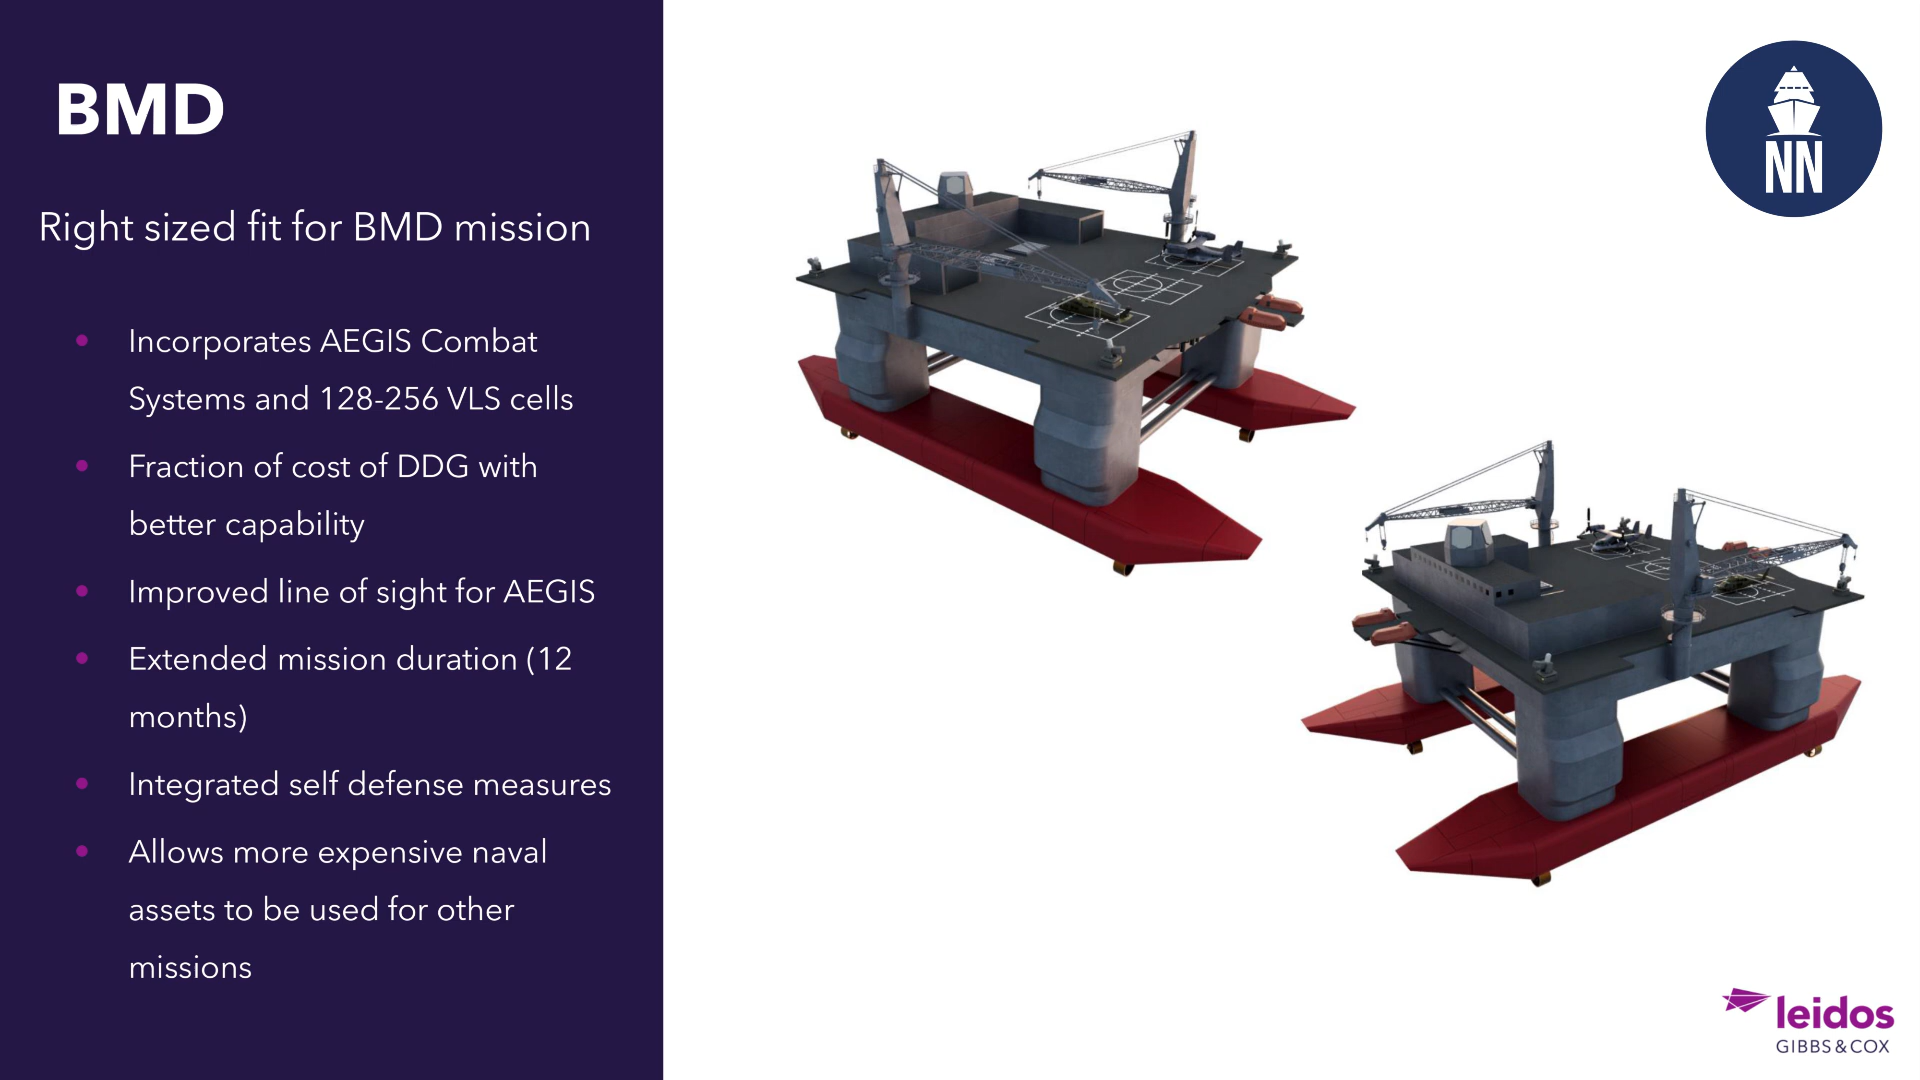 BMD
Right sized fit for BMD mission
• Incorporates AEGIS Combat
Systems and 128-256 VLS cells
• Fraction of cost of DDG with
better capability
• Improved line of sight for AEGIS
• Extended mission duration (12
months)
• Integrated self defense measures
• Allows more expensive naval
assets to be used for other
missions
NN
leidos
GIBBS & COX